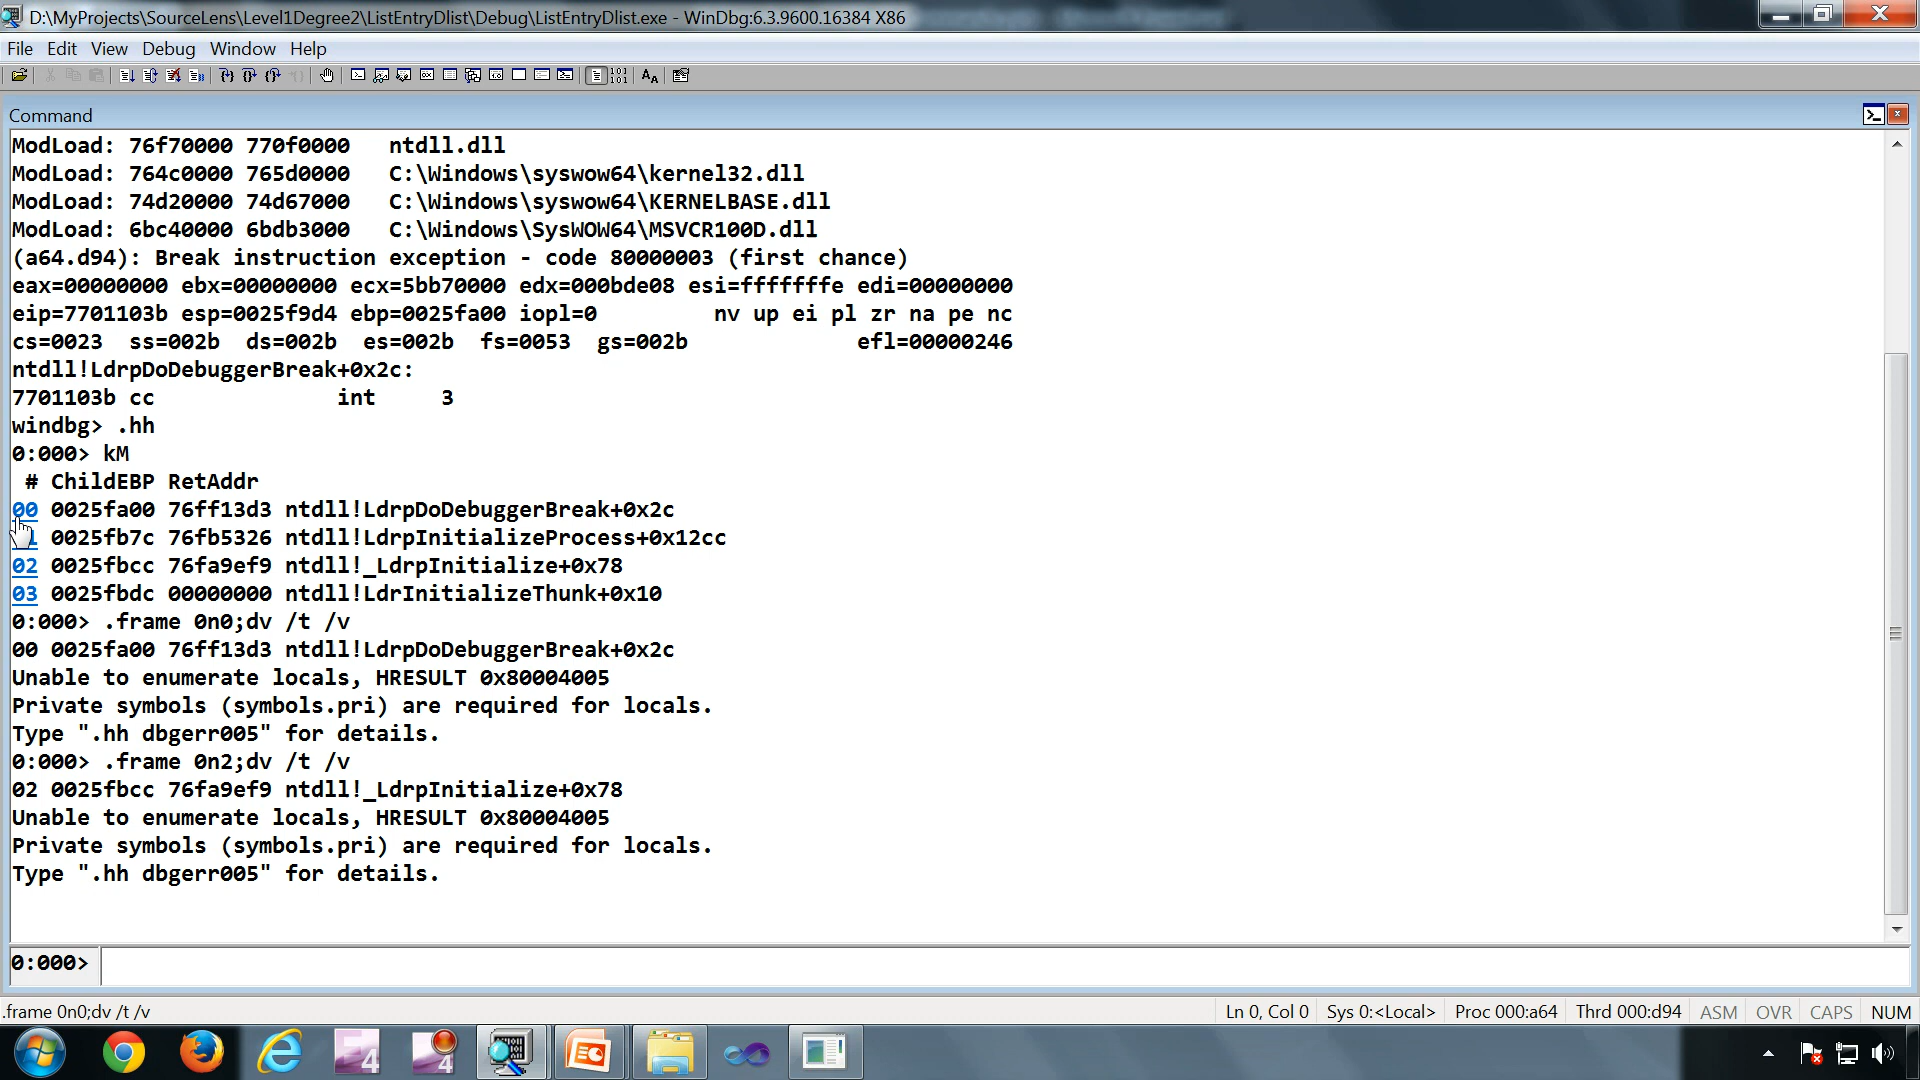 D:\MyProjects\SourceLens\Level1Degree2\ListEntryDlist\Debug\ListEntryDlist.exe - WinDbg:6.3.9600.16384 X86
File Edit View Debug Window Help
Command
ModLoad: 76f70000 770f0000   ntdll.dll
ModLoad: 764c0000 765d0000   C:\Windows\syswow64\kernel32.dll
ModLoad: 74d20000 74d67000   C:\Windows\syswow64\KERNELBASE.dll
ModLoad: 6bc40000 6bdb3000   C:\Windows\SysWOW64\MSVCR100D.dll
(a64.d94): Break instruction exception - code 80000003 (first chance)
eax=00000000 ebx=00000000 ecx=5bb70000 edx=000bde08 esi=fffffffe edi=00000000
eip=7701103b esp=0025f9d4 ebp=0025fa00 iopl=0         nv up ei pl zr na pe nc
cs=0023  ss=002b  ds=002b  es=002b  fs=0053  gs=002b             efl=00000246
ntdll!LdrpDoDebuggerBreak+0x2c:
7701103b cc              int     3
windbg> .hh
0:000> kM
 # ChildEBP RetAddr
00 0025fa00 76ff13d3 ntdll!LdrpDoDebuggerBreak+0x2c
0025fb7c 76fb5326 ntdll!LdrpInitializeProcess+0x12cc
02 0025fbcc 76fa9ef9 ntdll!_LdrpInitialize+0x78
03 0025fbdc 00000000 ntdll!LdrInitializeThunk+0x10
0:000> .frame 0n0;dv /t /v
00 0025fa00 76ff13d3 ntdll!LdrpDoDebuggerBreak+0x2c
Unable to enumerate locals, HRESULT 0x80004005
Private symbols (symbols.pri) are required for locals.
Type ".hh dbgerr005" for details.
0:000> .frame 0n2;dv /t /v
02 0025fbcc 76fa9ef9 ntdll!_LdrpInitialize+0x78
Unable to enumerate locals, HRESULT 0x80004005
Private symbols (symbols.pri) are required for locals.
Type ".hh dbgerr005" for details.
0:000>
.frame 0n0;dv /t /v Ln 0, Col 0 Sys 0:<Local> Proc 000:a64 Thrd 000:d94 ASM OVR CAPS NUM